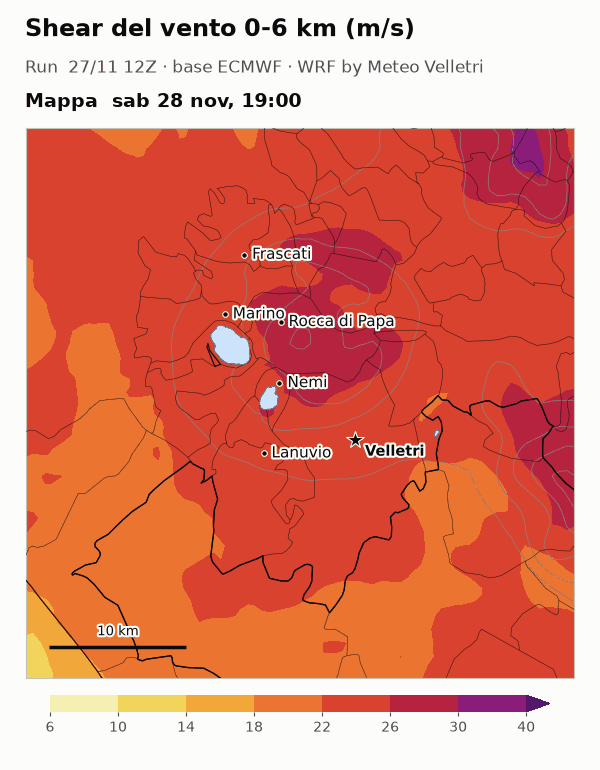 Shear del vento 0-6 km (m/s)
Run  27/11 12Z · base ECMWF · WRF by Meteo Velletri
Mappa  sab 28 nov, 19:00
Frascati
Marino
Rocca di Papa
Nemi
Velletri
Lanuvio
10 km
6 10 14 18 22 26 30 40